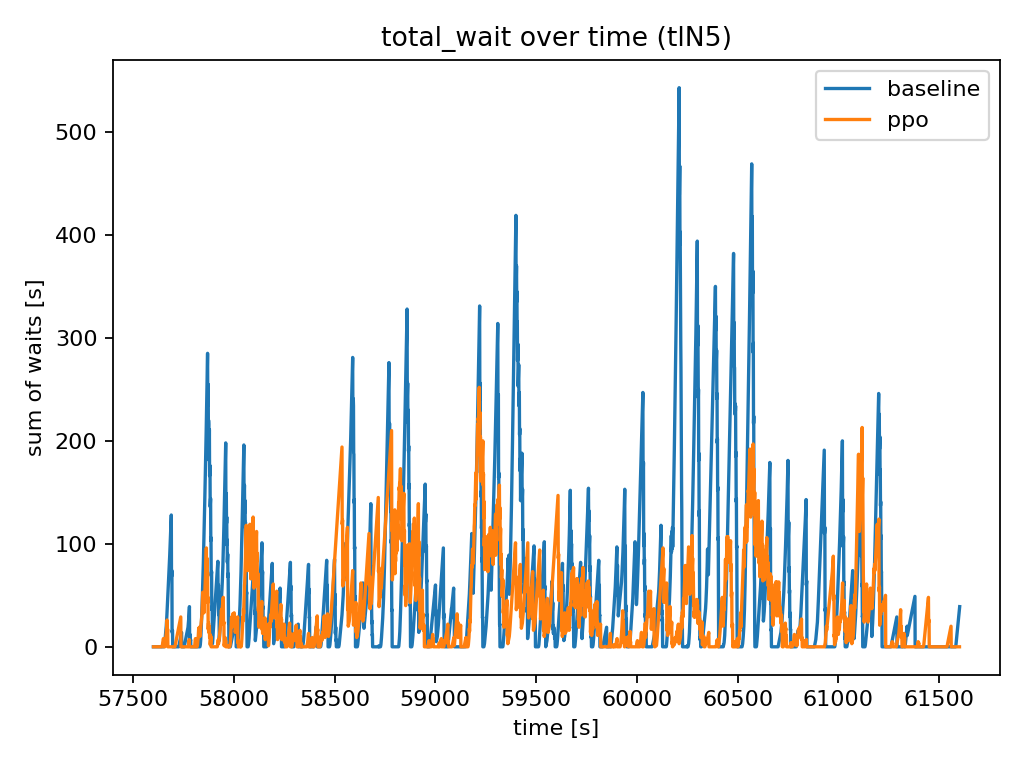 total_wait over time (tlN5)
baseline
ppo
sum of waits [s]
500
400
300
200
100
0
57500 58000 58500 59000 59500 60000 60500 61000 61500
time [s]